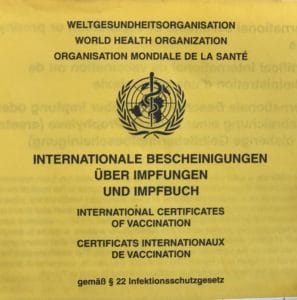 WELTGESUNDHEITSORGANISATION
WORLD HEALTH ORGANIZATION
ORGANISATION MONDIALE DE LA SANTÉ
INTERNATIONALE BESCHEINIGUNGEN
ÜBER IMPFUNGEN
UND IMPFBUCH
INTERNATIONAL CERTIFICATES
OF VACCINATION
CERTIFICATS INTERNATIONAUX
DE VACCINATION
gemäß § 22 Infektionsschutzgesetz